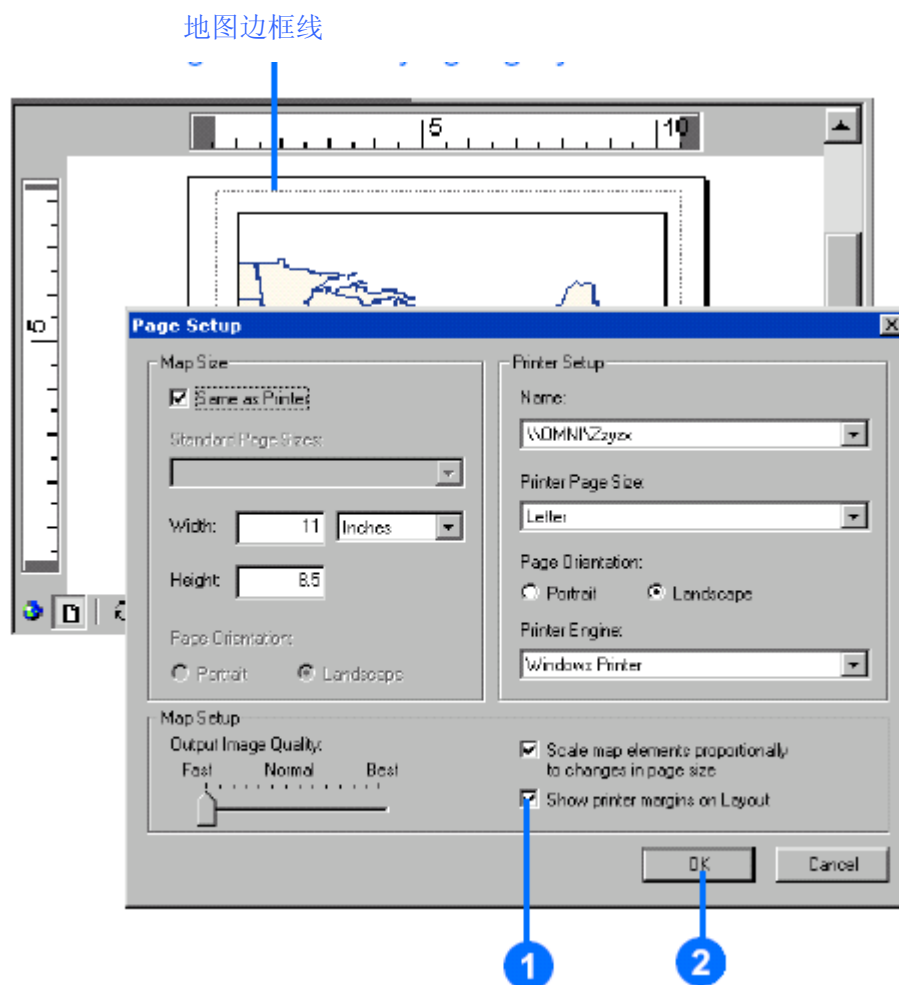 地图边框线
5
10
5
Page Setup
Map Size
Same as Printer
Standard Page Sizes:
Width: 11 Inches
Height: 8.5
Page Orientation:
Portrait Landscape
Printer Setup
Name:
\\OMNI\Zzyzx
Printer Page Size:
Letter
Page Orientation:
Portrait Landscape
Printer Engine:
Windows Printer
Map Setup
Output Image Quality:
Fast Normal Best
Scale map elements proportionally
to changes in page size
Show printer margins on Layout
OK Cancel
1 2